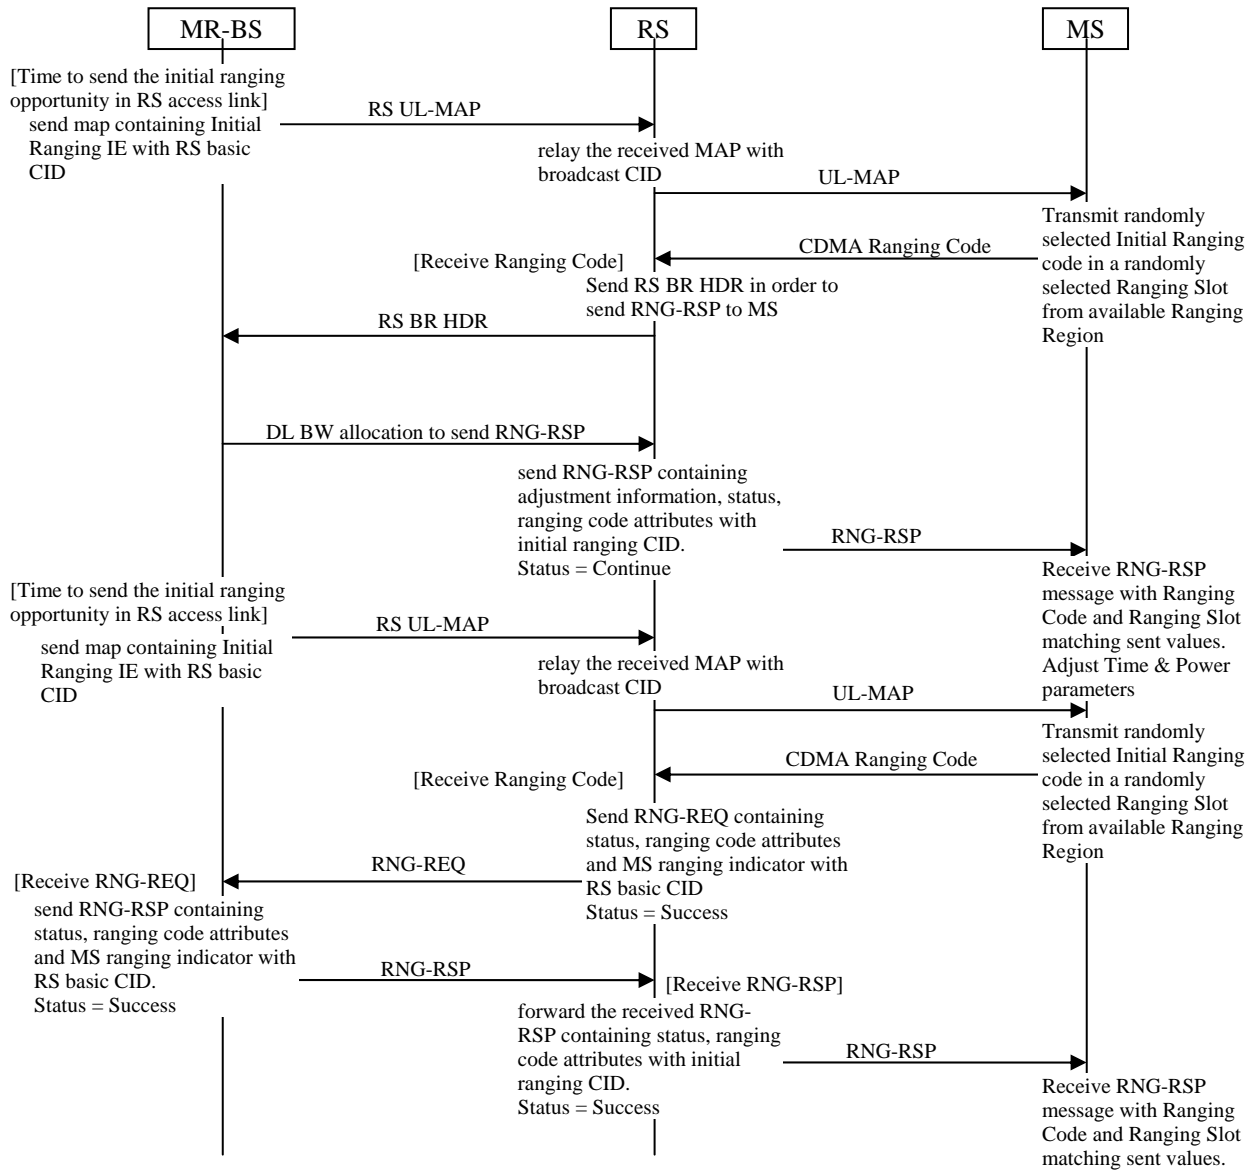 MR-BS
RS
MS
[Time to send the initial ranging
opportunity in RS access link]
send map containing Initial
Ranging IE with RS basic
CID
RS UL-MAP
relay the received MAP with
broadcast CID
UL-MAP
Transmit randomly
selected Initial Ranging
code in a randomly
selected Ranging Slot
from available Ranging
Region
CDMA Ranging Code
[Receive Ranging Code]
Send RS BR HDR in order to
send RNG-RSP to MS
RS BR HDR
DL BW allocation to send RNG-RSP
send RNG-RSP containing
adjustment information, status,
ranging code attributes with
initial ranging CID.
Status = Continue
RNG-RSP
Receive RNG-RSP
message with Ranging
Code and Ranging Slot
matching sent values.
Adjust Time & Power
parameters
[Time to send the initial ranging
opportunity in RS access link]
send map containing Initial
Ranging IE with RS basic
CID
RS UL-MAP
relay the received MAP with
broadcast CID
UL-MAP
Transmit randomly
selected Initial Ranging
code in a randomly
selected Ranging Slot
from available Ranging
Region
CDMA Ranging Code
[Receive Ranging Code]
Send RNG-REQ containing
status, ranging code attributes
and MS ranging indicator with
RS basic CID
Status = Success
RNG-REQ
[Receive RNG-REQ]
send RNG-RSP containing
status, ranging code attributes
and MS ranging indicator with
RS basic CID.
Status = Success
RNG-RSP
[Receive RNG-RSP]
forward the received RNG-
RSP containing status, ranging
code attributes with initial
ranging CID.
Status = Success
RNG-RSP
Receive RNG-RSP
message with Ranging
Code and Ranging Slot
matching sent values.